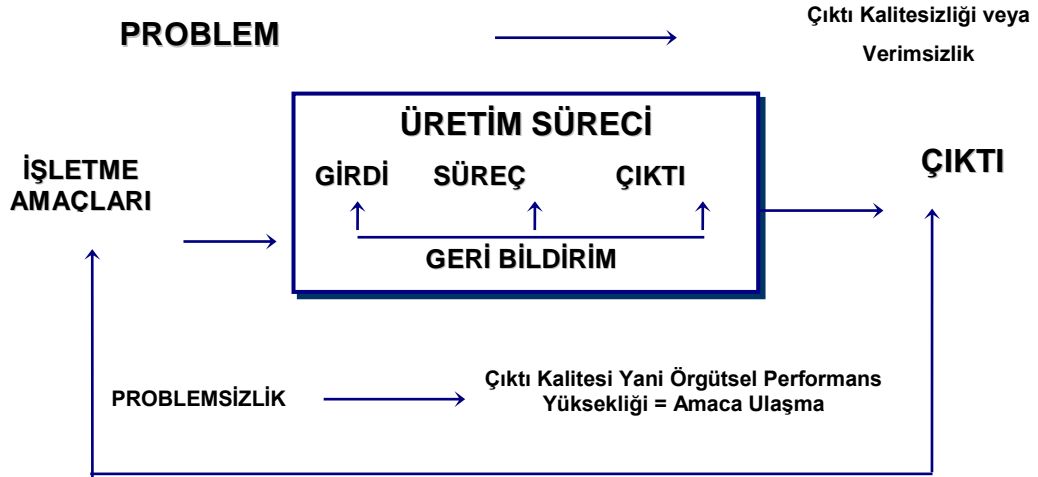 PROBLEM
Çıktı Kalitesizliği veya
Verimsizlik
ÜRETİM SÜRECİ
İŞLETME
AMAÇLARI
GİRDİ SÜREÇ ÇIKTI
ÇIKTI
GERİ BİLDİRİM
PROBLEMSİZLİK
Çıktı Kalitesi Yani Örgütsel Performans
Yüksekliği = Amaca Ulaşma